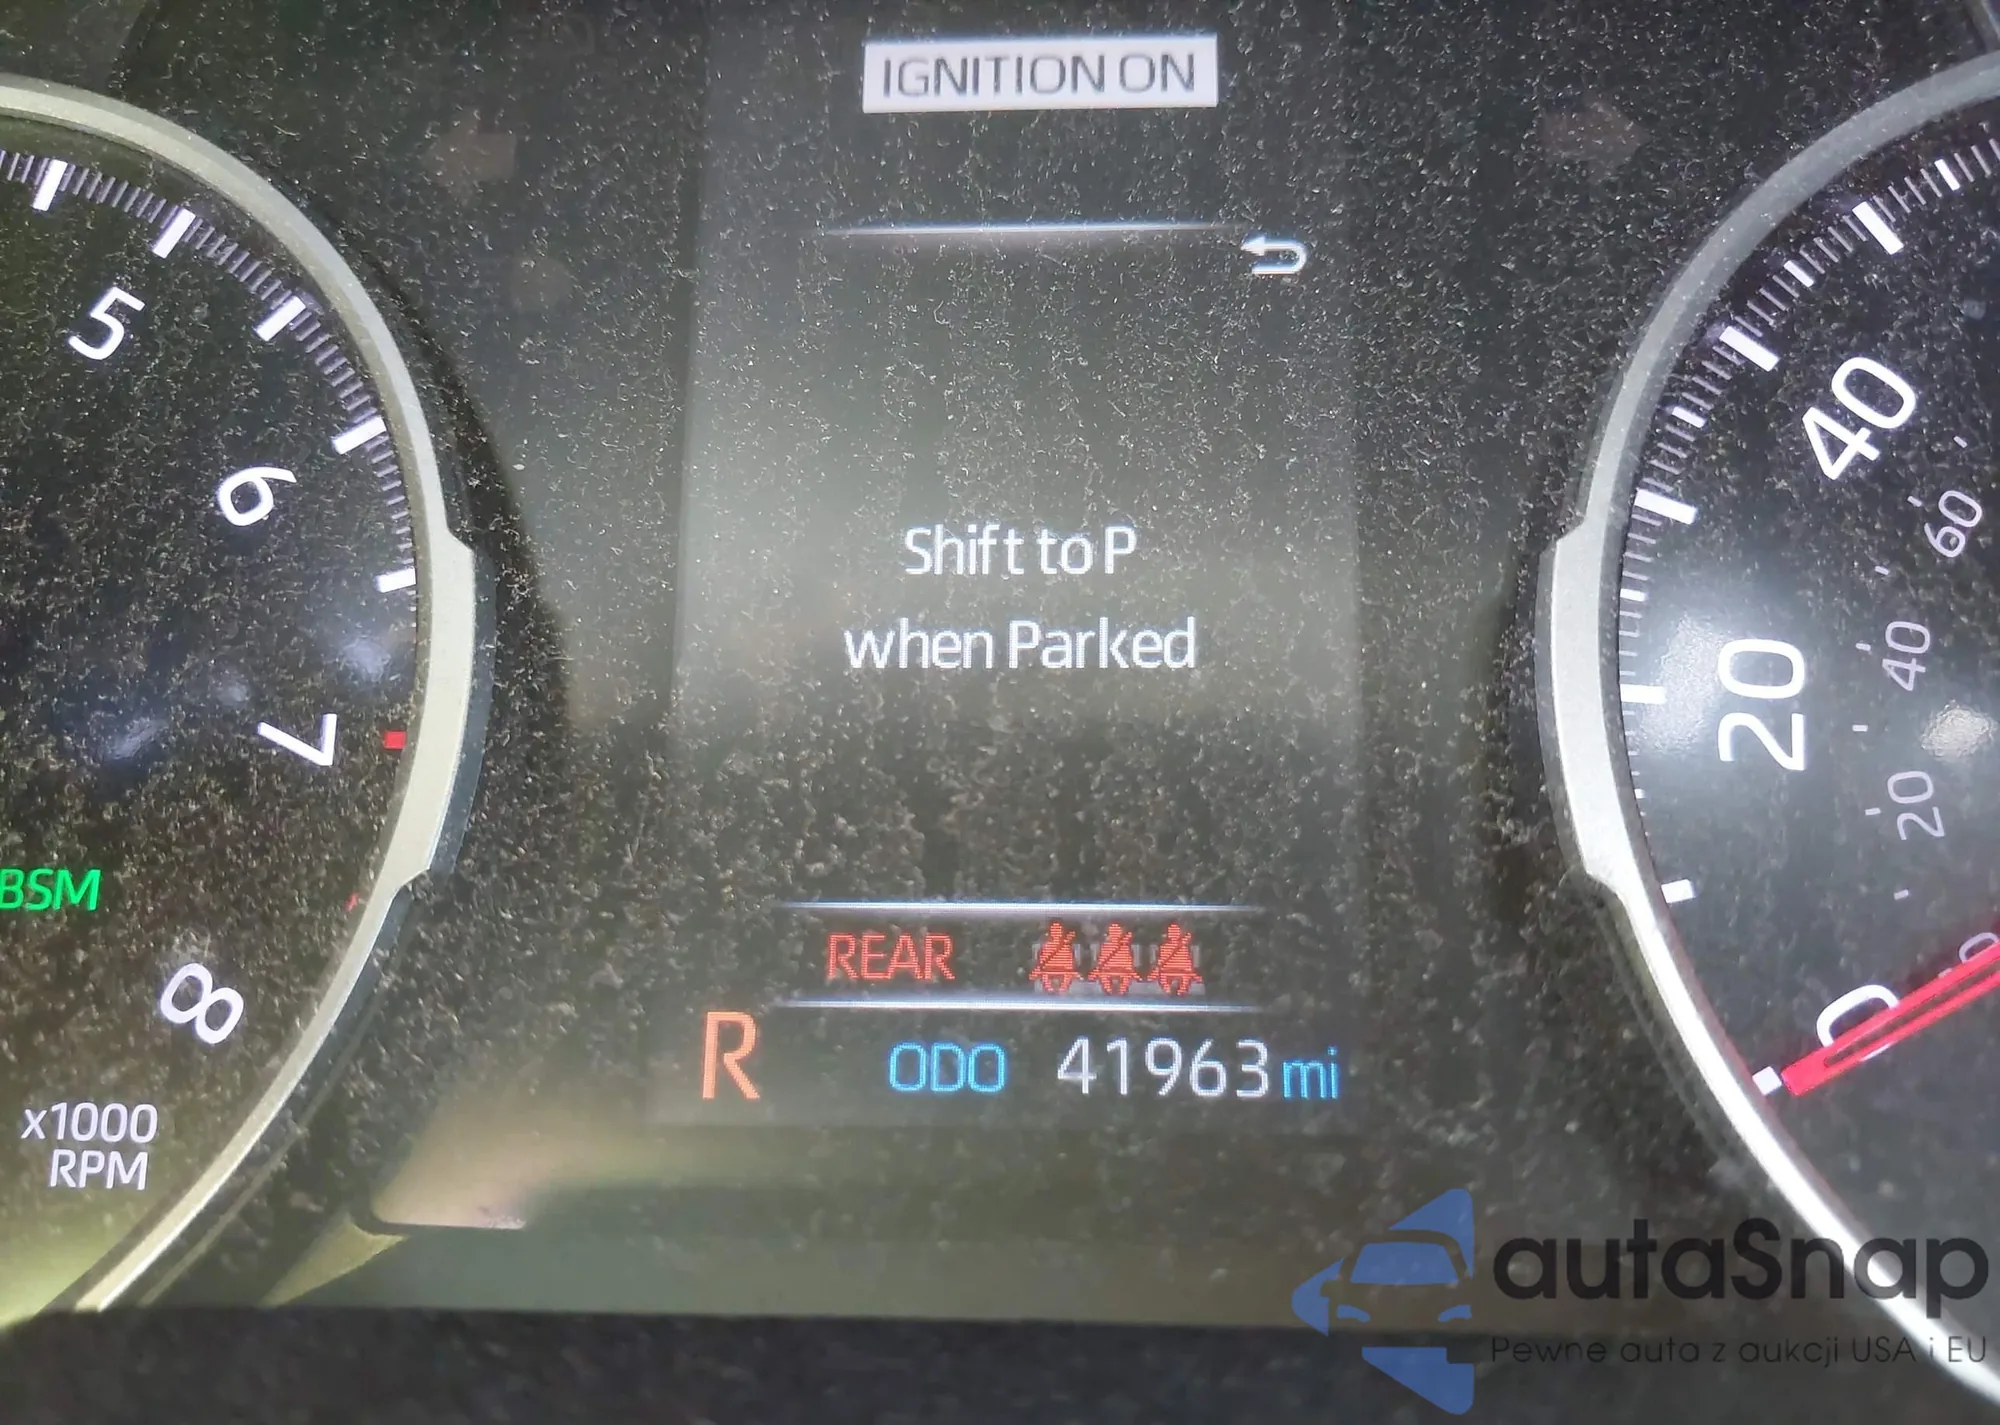 IGNITION ON
Shift to P
when Parked
REAR
R ODO 41963 mi
5
6
7
8
x1000
RPM
BSM
40
20
0
60
40
20
0
autaSnap
Pewne auta z aukcji USA i EU